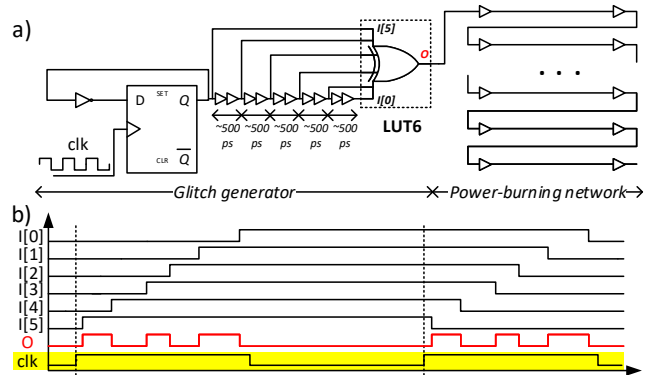 a)
I[5]
O
D
SET
Q
clk
CLR
Q
I[0]
LUT6
~500 ps
~500 ps
~500 ps
~500 ps
~500 ps
. . .
Glitch generator
Power-burning network
b)
I[0]
I[1]
I[2]
I[3]
I[4]
I[5]
O
clk